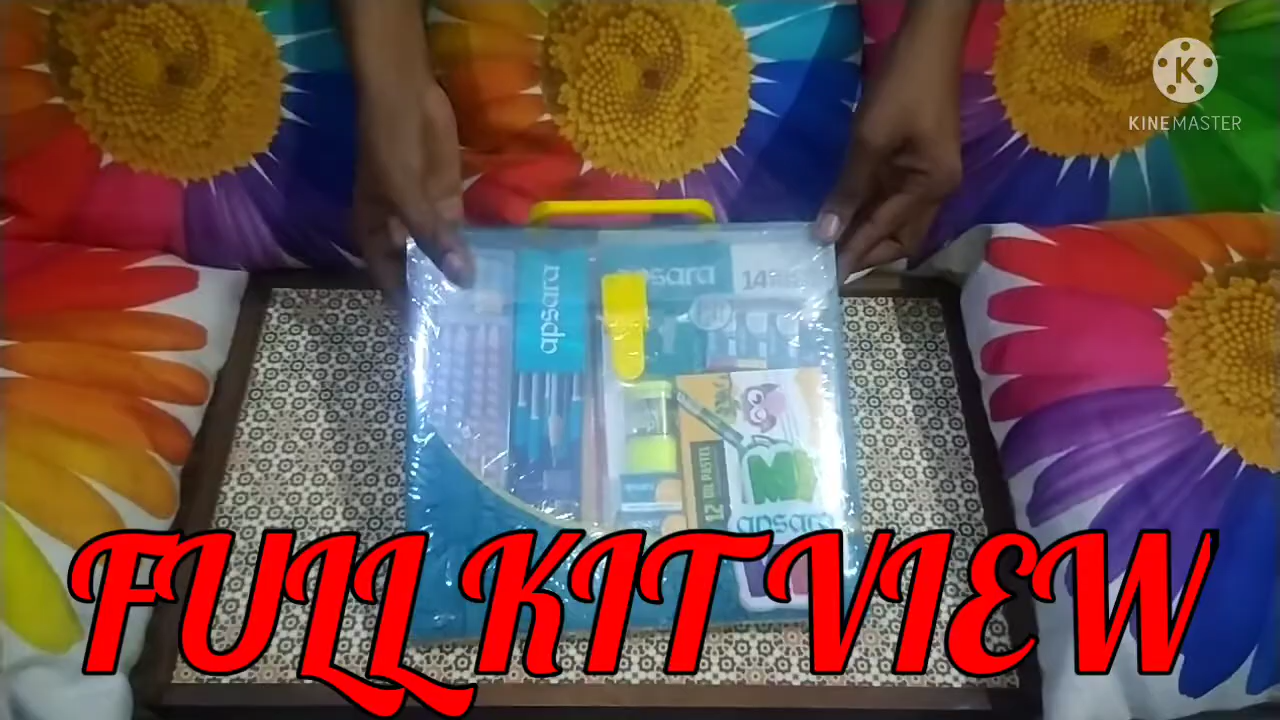 K
KINEMASTER
apsara
apsara
14
12 OIL PASTELS
apsara
FULL KIT VIEW